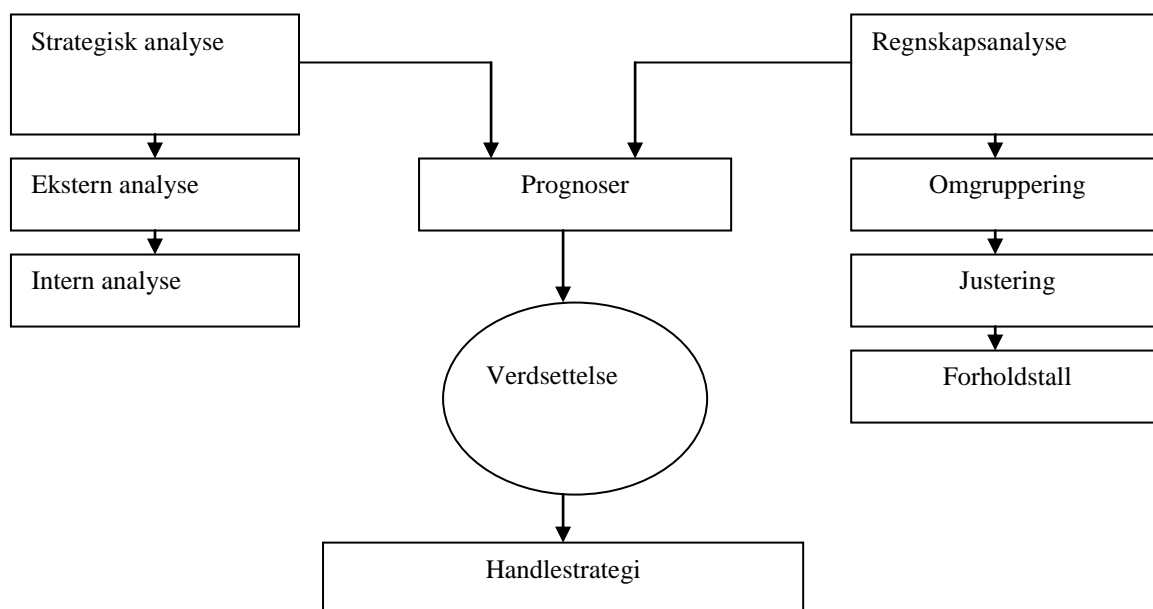 Strategisk analyse
Regnskapsanalyse
Ekstern analyse
Prognoser
Omgruppering
Intern analyse
Justering
Verdsettelse
Forholdstall
Handlestrategi